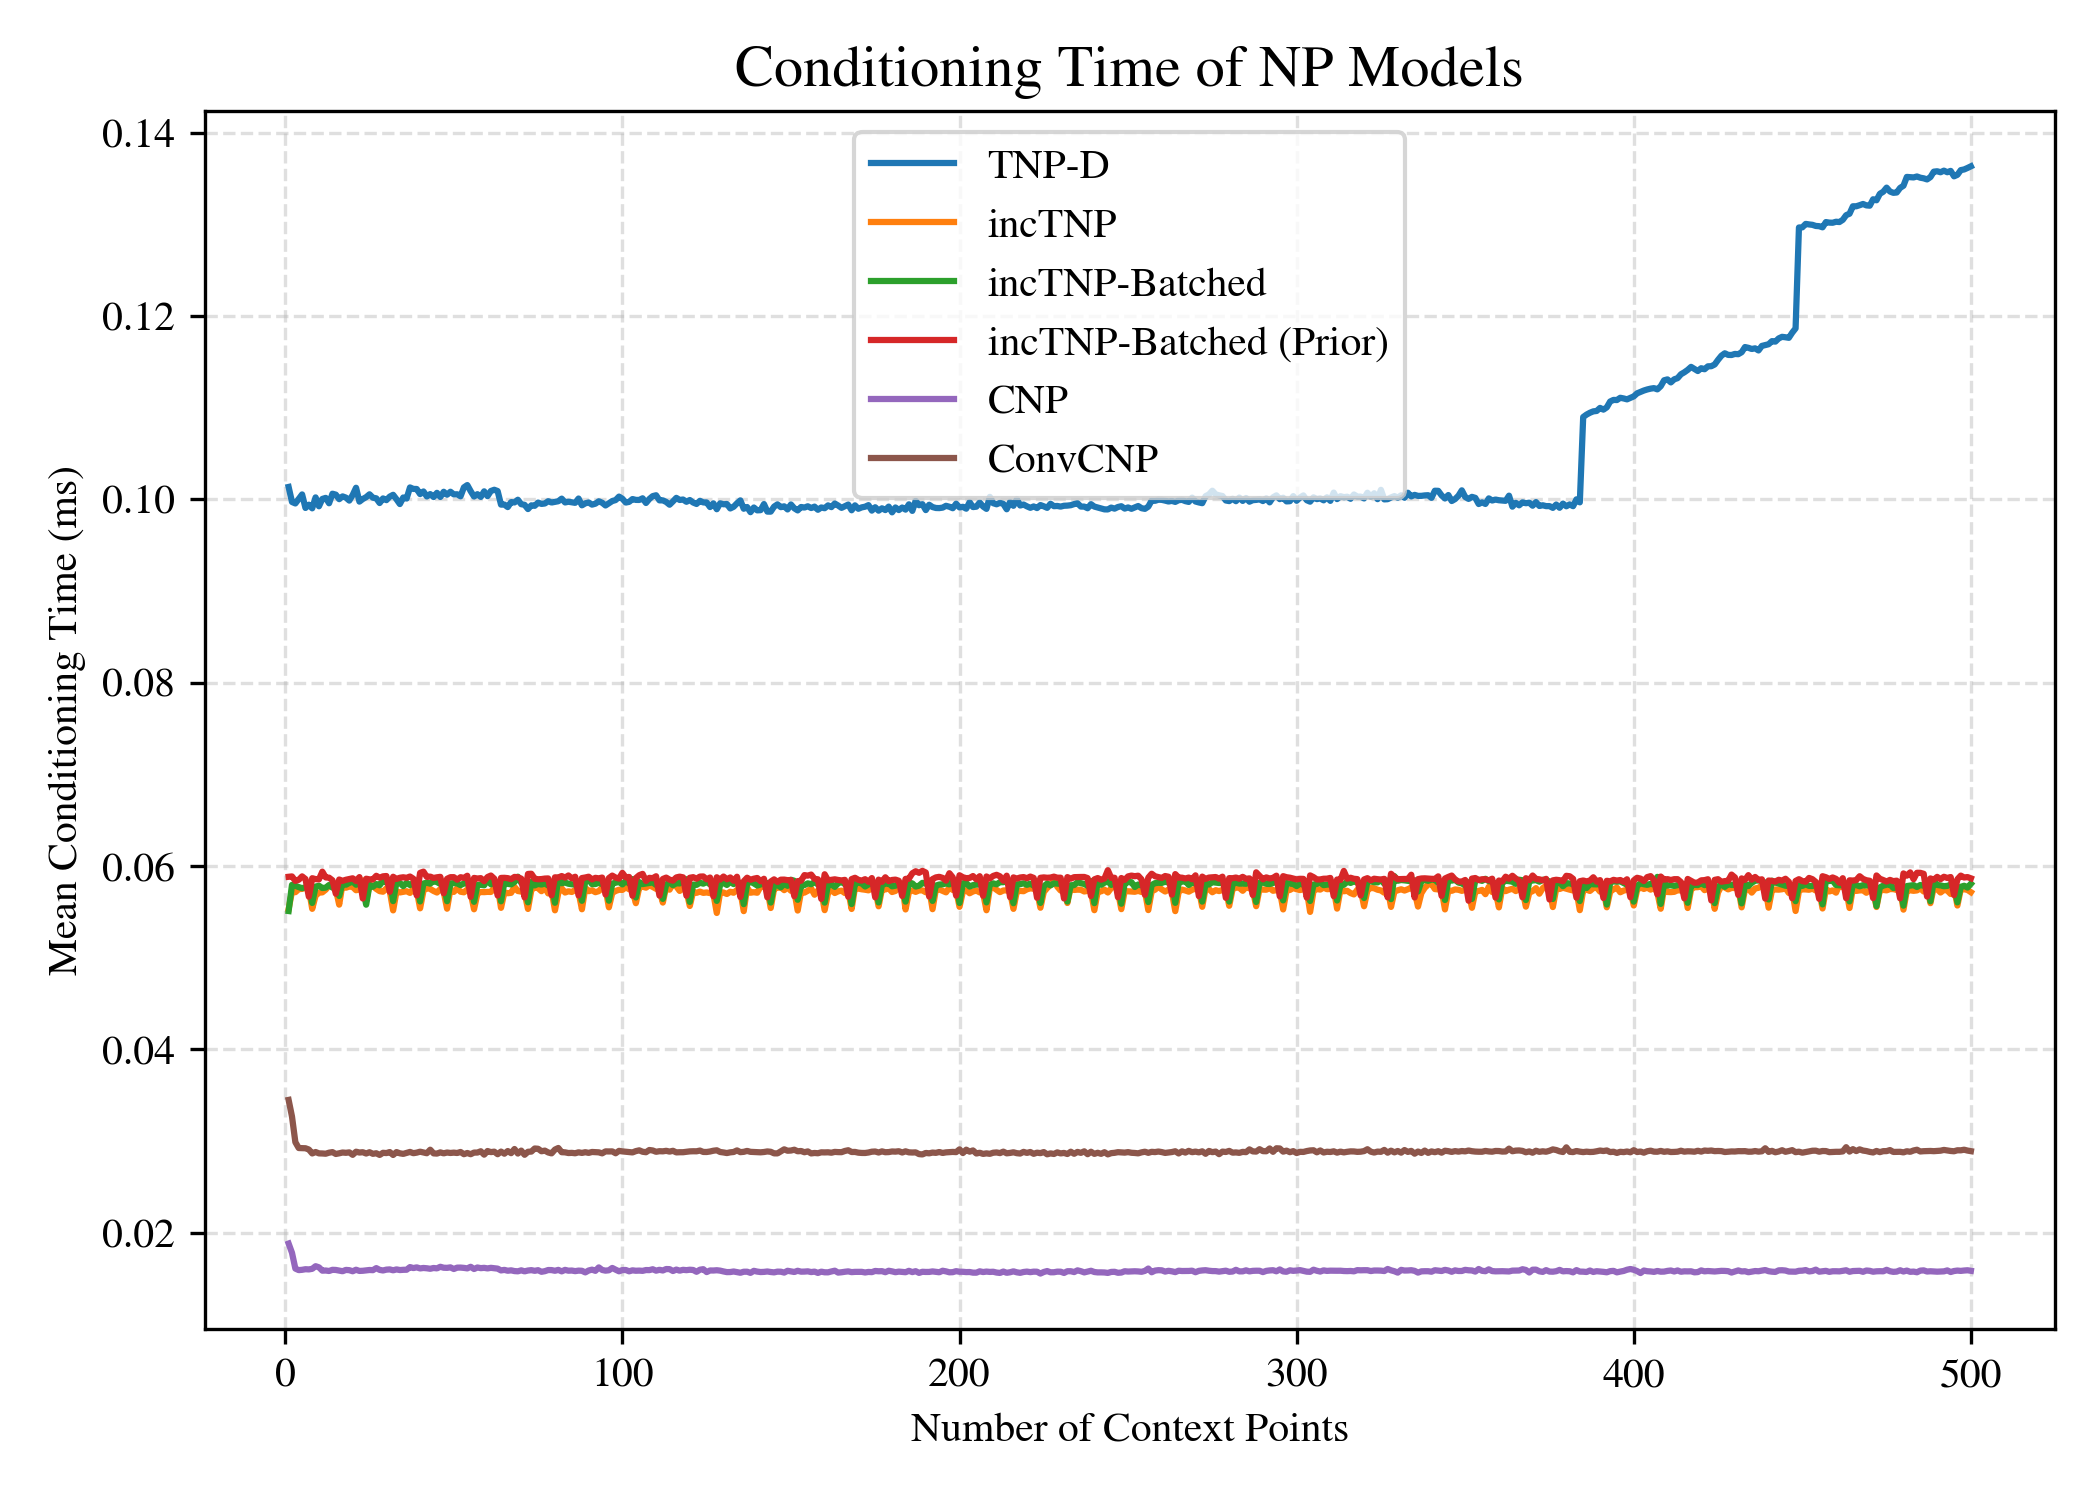 Conditioning Time of NP Models
0.14
0.12
0.10
0.08
0.06
0.04
0.02
Mean Conditioning Time (ms)
TNP-D
incTNP
incTNP-Batched
incTNP-Batched (Prior)
CNP
ConvCNP
0 100 200 300 400 500
Number of Context Points